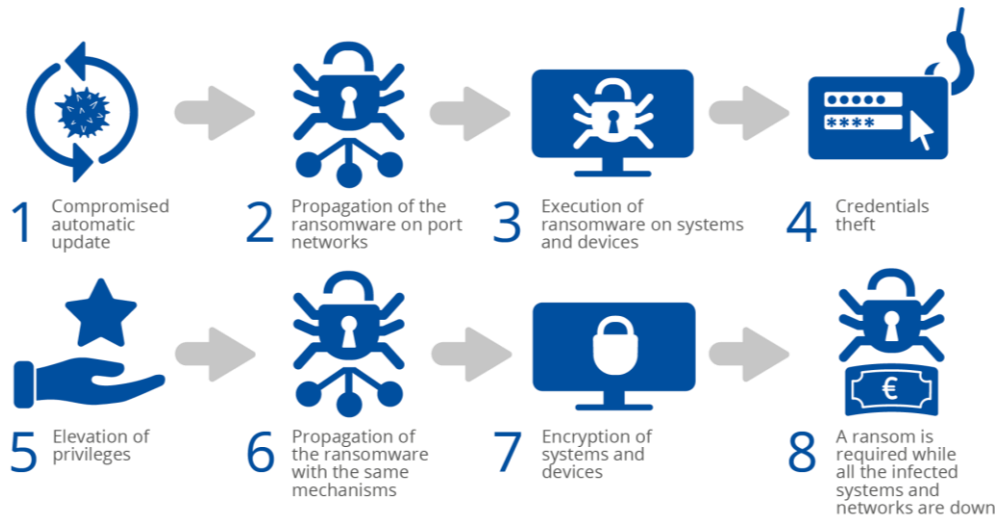 1 Compromised
automatic
update
2 Propagation of the
ransomware on port
networks
3 Execution of
ransomware on systems
and devices
****
4 Credentials
theft
5 Elevation of
privileges
6 Propagation of
the ransomware
with the same
mechanisms
7 Encryption of
systems and
devices
€
8 A ransom is
required while
all the infected
systems and
networks are down